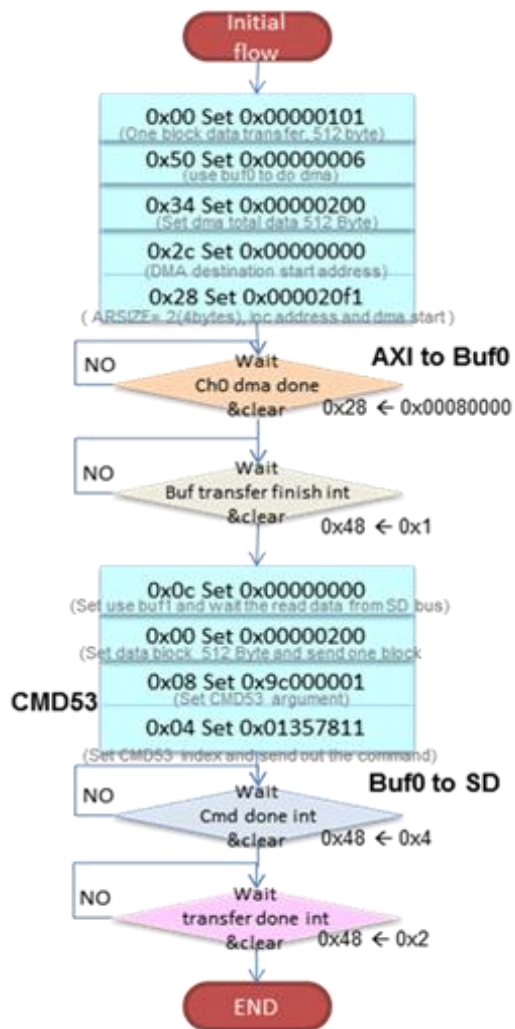 Initial
flow
0x00 Set 0x00000101
(One block data transfer, 512 byte)
0x50 Set 0x00000006
(use buf0 to do dma)
0x34 Set 0x00000200
(Set dma total data 512 Byte)
0x2c Set 0x00000000
(DMA destination start address)
0x28 Set 0x000020f1
( ARSIZE= 2(4bytes), inc address and dma start )
AXI to Buf0
NO
Wait
Ch0 dma done
&clear
0x28 ← 0x00080000
NO
Wait
Buf transfer finish int
&clear
0x48 ← 0x1
0x0c Set 0x00000000
(Set use buf1 and wait the read data from SD bus)
0x00 Set 0x00000200
(Set data block 512 Byte and send one block
CMD53
0x08 Set 0x9c000001
(Set CMD53 argument)
0x04 Set 0x01357811
(Set CMD53 index and send out the command)
Buf0 to SD
NO
Wait
Cmd done int
&clear
0x48 ← 0x4
NO
Wait
transfer done int
&clear
0x48 ← 0x2
END